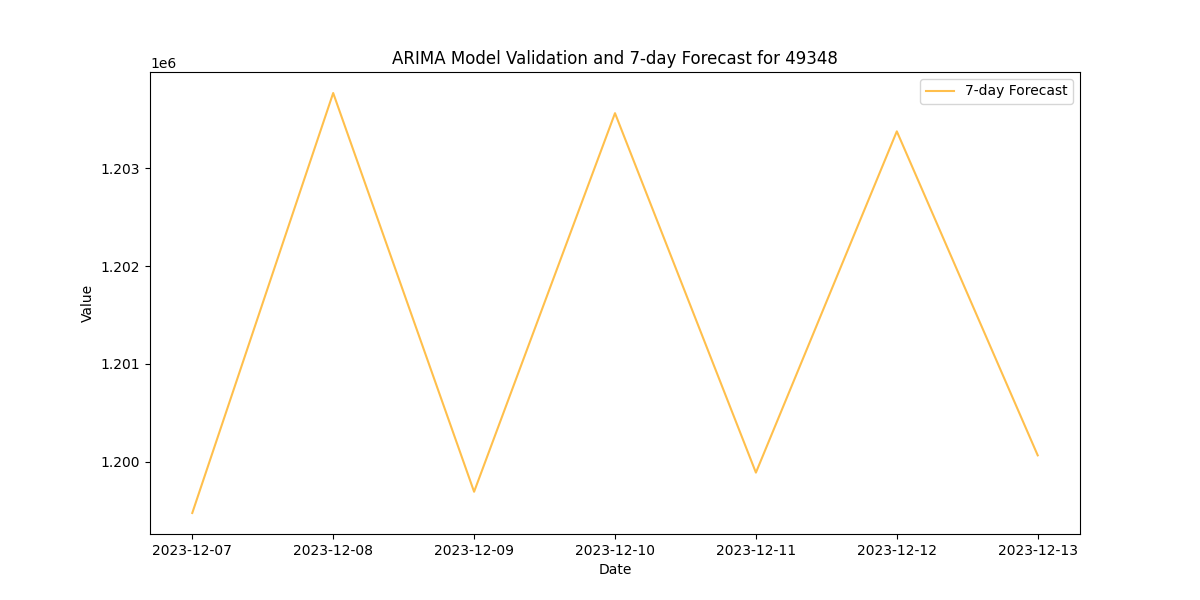 ARIMA Model Validation and 7-day Forecast for 49348
1e6
7-day Forecast
1.203
1.202
1.201
1.200
Value
2023-12-07 2023-12-08 2023-12-09 2023-12-10 2023-12-11 2023-12-12 2023-12-13
Date